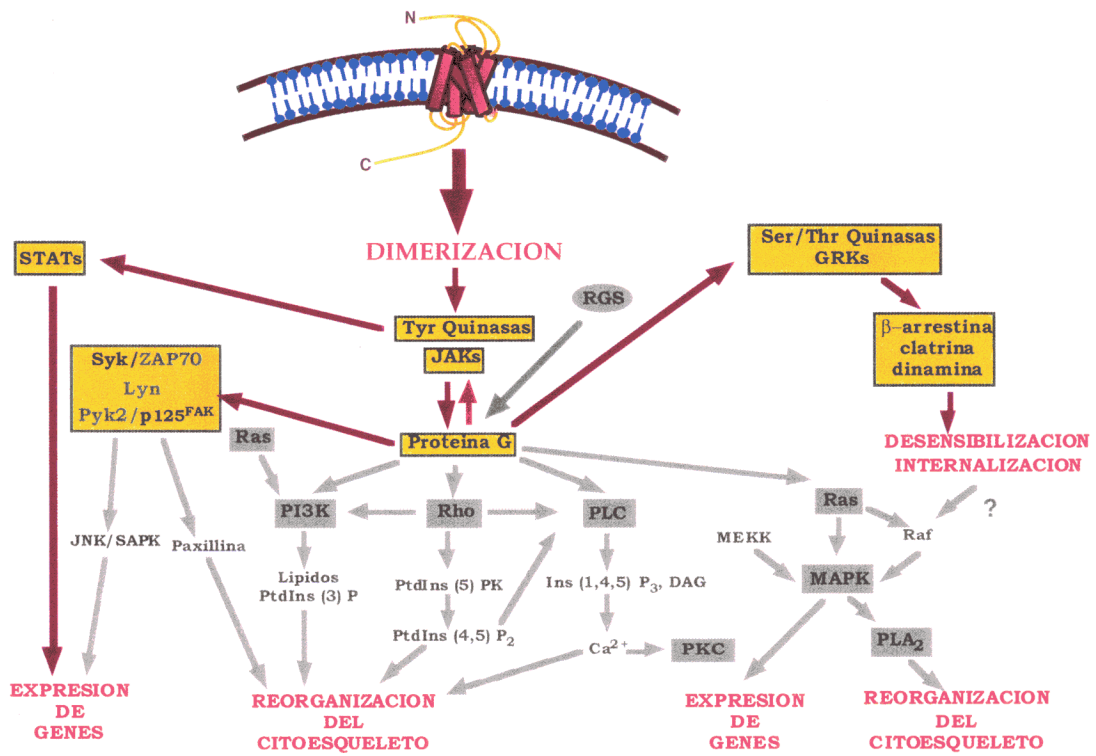 N
C
DIMERIZACION
STATs
Ser/Thr Quinasas
GRKs
RGS
Tyr Quinasas
JAKs
β-arrestina
clatrina
dinamina
Syk/ZAP70
Lyn
Pyk2/p125FAK
Ras
Proteina G
DESENSIBILIZACION
INTERNALIZACION
PI3K
Rho
PLC
Ras
?
JNK/SAPK
Paxillina
MEKK
Raf
Lipidos
PtdIns (3) P
PtdIns (5) PK
Ins (1,4,5) P3, DAG
MAPK
PtdIns (4,5) P2
Ca2+
PKC
PLA2
EXPRESION
DE
GENES
REORGANIZACION
DEL
CITOESQUELETO
EXPRESION
DE
GENES
REORGANIZACION
DEL
CITOESQUELETO